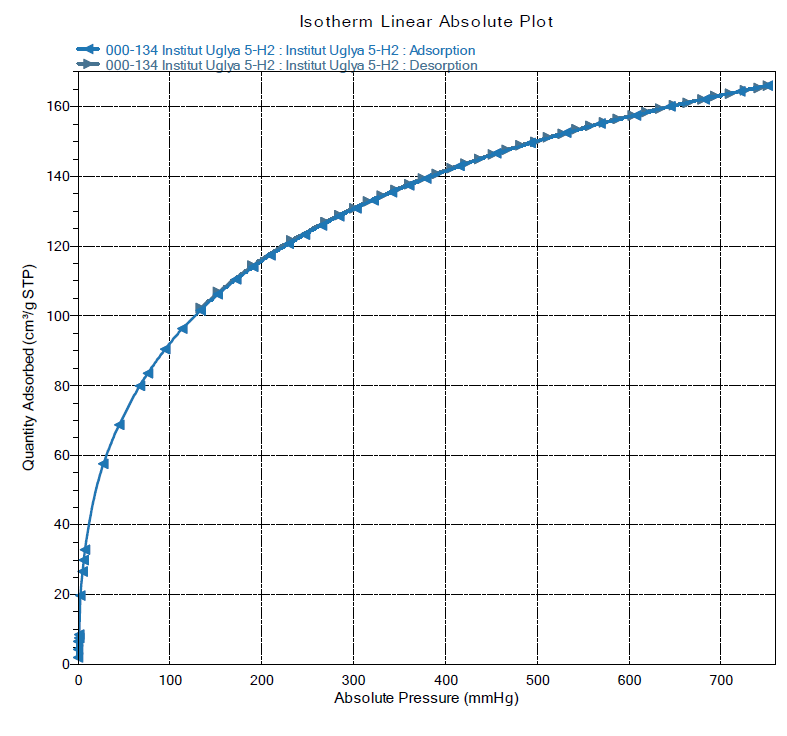 Isotherm Linear Absolute Plot
000-134 Institut Uglya 5-H2 : Institut Uglya 5-H2 : Adsorption
000-134 Institut Uglya 5-H2 : Institut Uglya 5-H2 : Desorption
160
140
120
100
80
60
40
20
0
Quantity Adsorbed (cm³/g STP)
0 100 200 300 400 500 600 700
Absolute Pressure (mmHg)